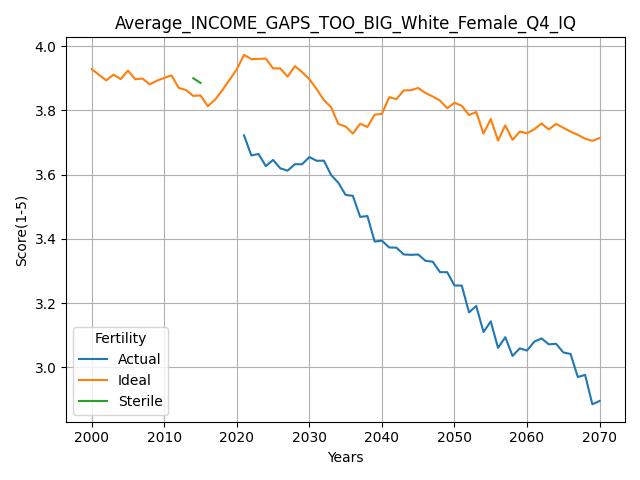 Average_INCOME_GAPS_TOO_BIG_White_Female_Q4_IQ
4.0
3.8
3.6
3.4
3.2
3.0
Score(1-5)
Fertility
Actual
Ideal
Sterile
2000 2010 2020 2030 2040 2050 2060 2070
Years